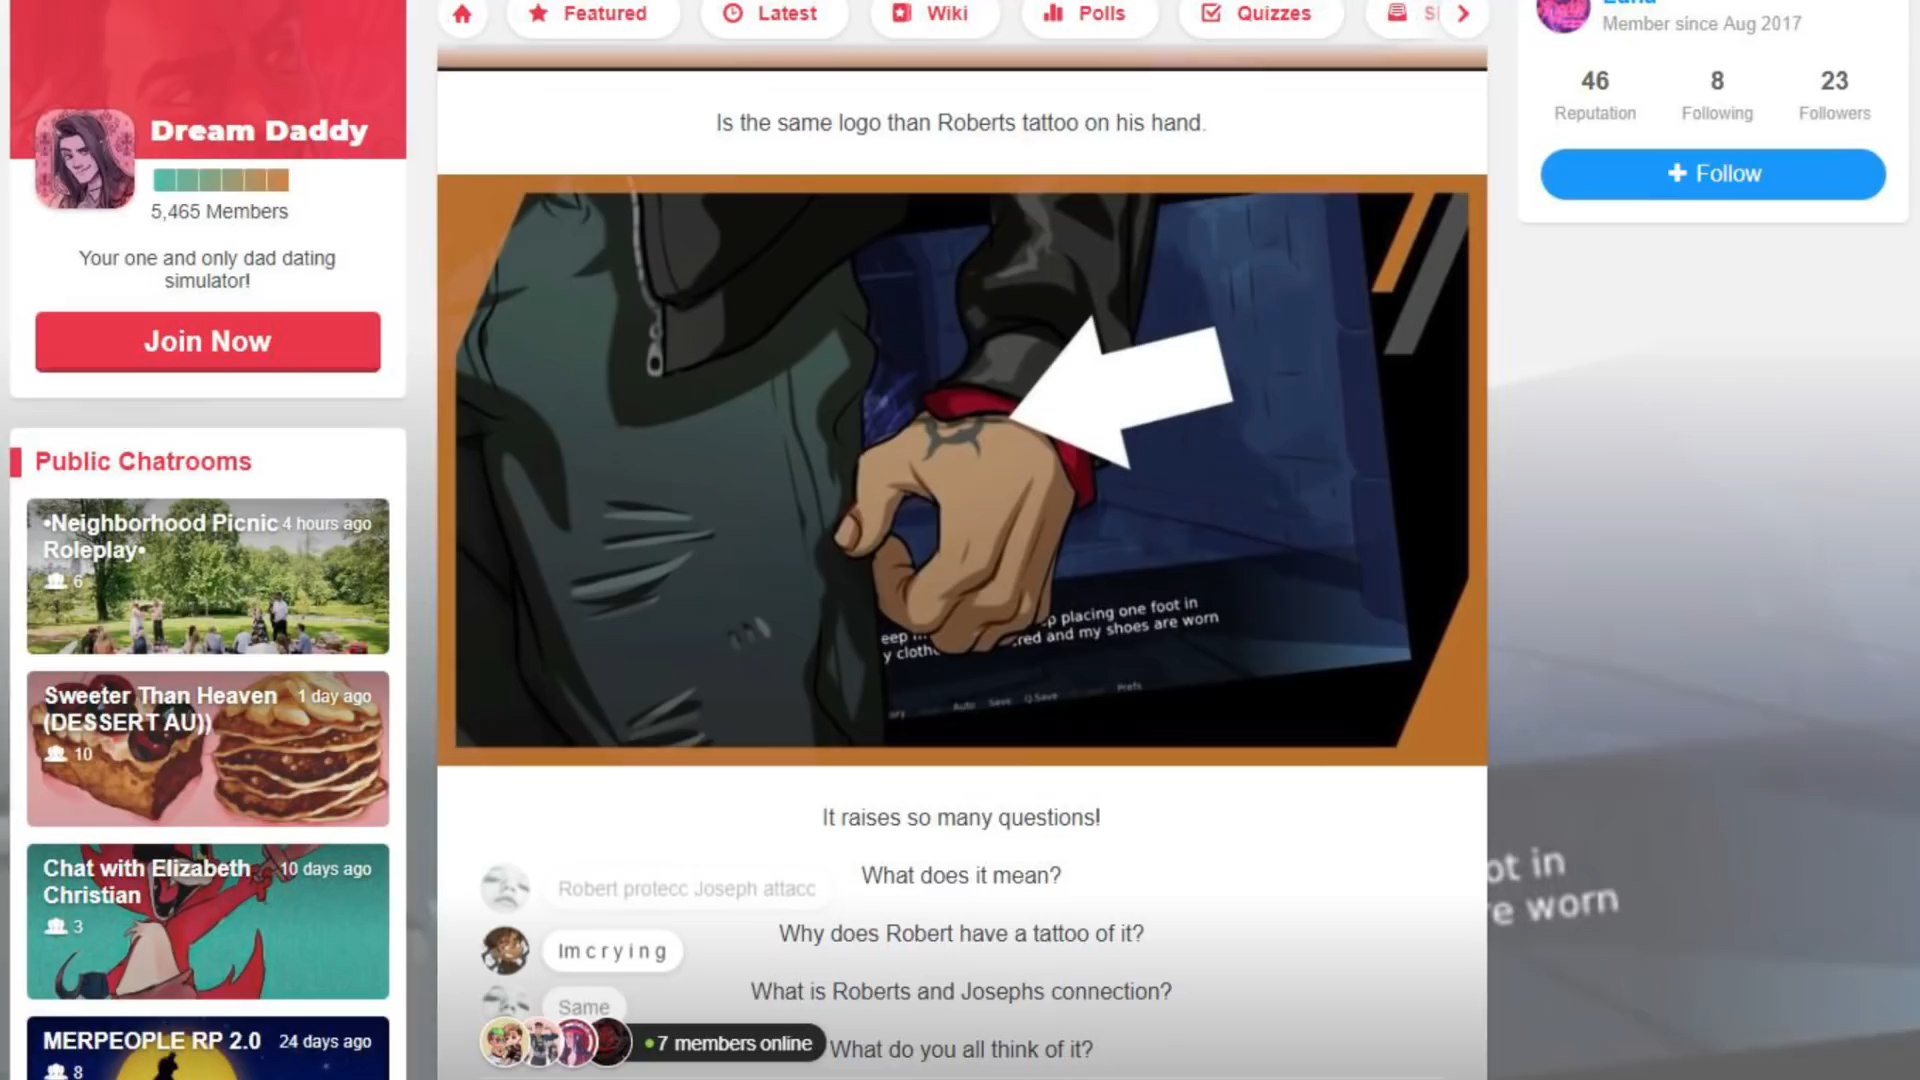 Featured
Latest
Wiki
Polls
Quizzes
Member since Aug 2017
46
8
23
Reputation
Following
Followers
Follow
Dream Daddy
5,465 Members
Your one and only dad dating
simulator!
Join Now
Public Chatrooms
•Neighborhood Picnic
4 hours ago
Roleplay•
6
Sweeter Than Heaven
1 day ago
(DESSERT AU))
10
Chat with Elizabeth
10 days ago
Christian
3
MERPEOPLE RP 2.0
24 days ago
8
Is the same logo than Roberts tattoo on his hand.
placing one foot in
and my shoes are worn
Auto Save Q.Save Prefs
It raises so many questions!
What does it mean?
Why does Robert have a tattoo of it?
What is Roberts and Josephs connection?
What do you all think of it?
Robert protecc Joseph attacc
I m c r y i n g
Same
7 members online
ot in
worn